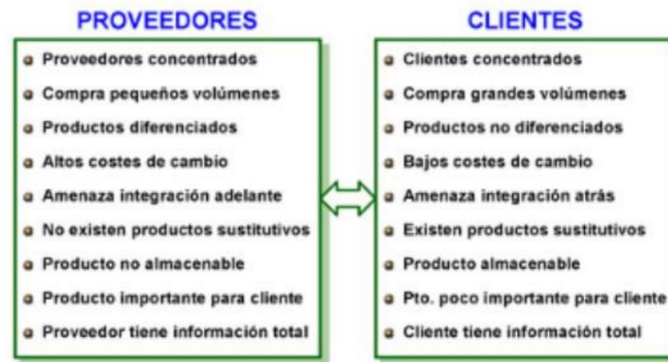 PROVEEDORES
Proveedores concentrados
Compra pequeños volúmenes
Productos diferenciados
Altos costes de cambio
Amenaza integración adelante
No existen productos sustitutivos
Producto no almacenable
Producto importante para cliente
Proveedor tiene información total
CLIENTES
Clientes concentrados
Compra grandes volúmenes
Productos no diferenciados
Bajos costes de cambio
Amenaza integración atrás
Existen productos sustitutivos
Producto almacenable
Pto. poco importante para cliente
Cliente tiene información total